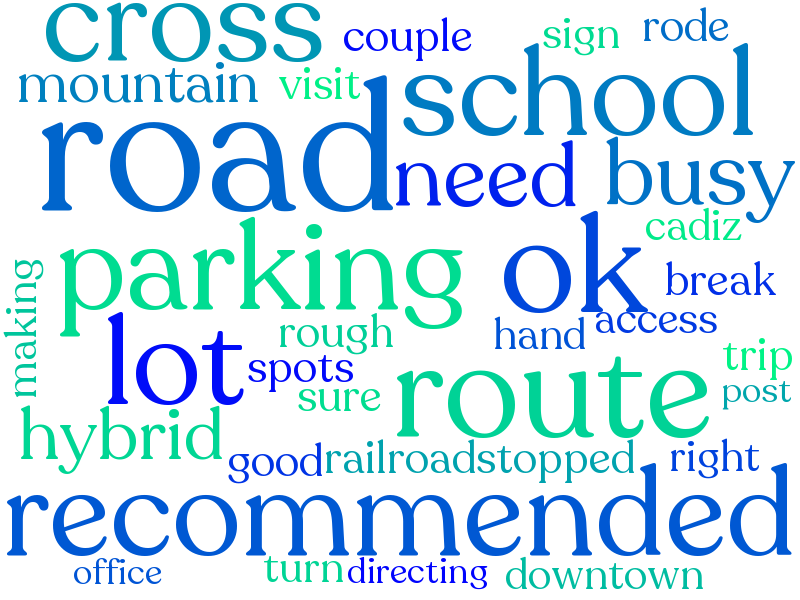 cross
couple
sign
rode
mountain
visit
school
road
need
busy
parking
ok
cadiz
break
making
lot
rough
hand
access
spots
sure
route
trip
post
hybrid
good
railroad
stopped
right
recommended
office
turn
directing
downtown